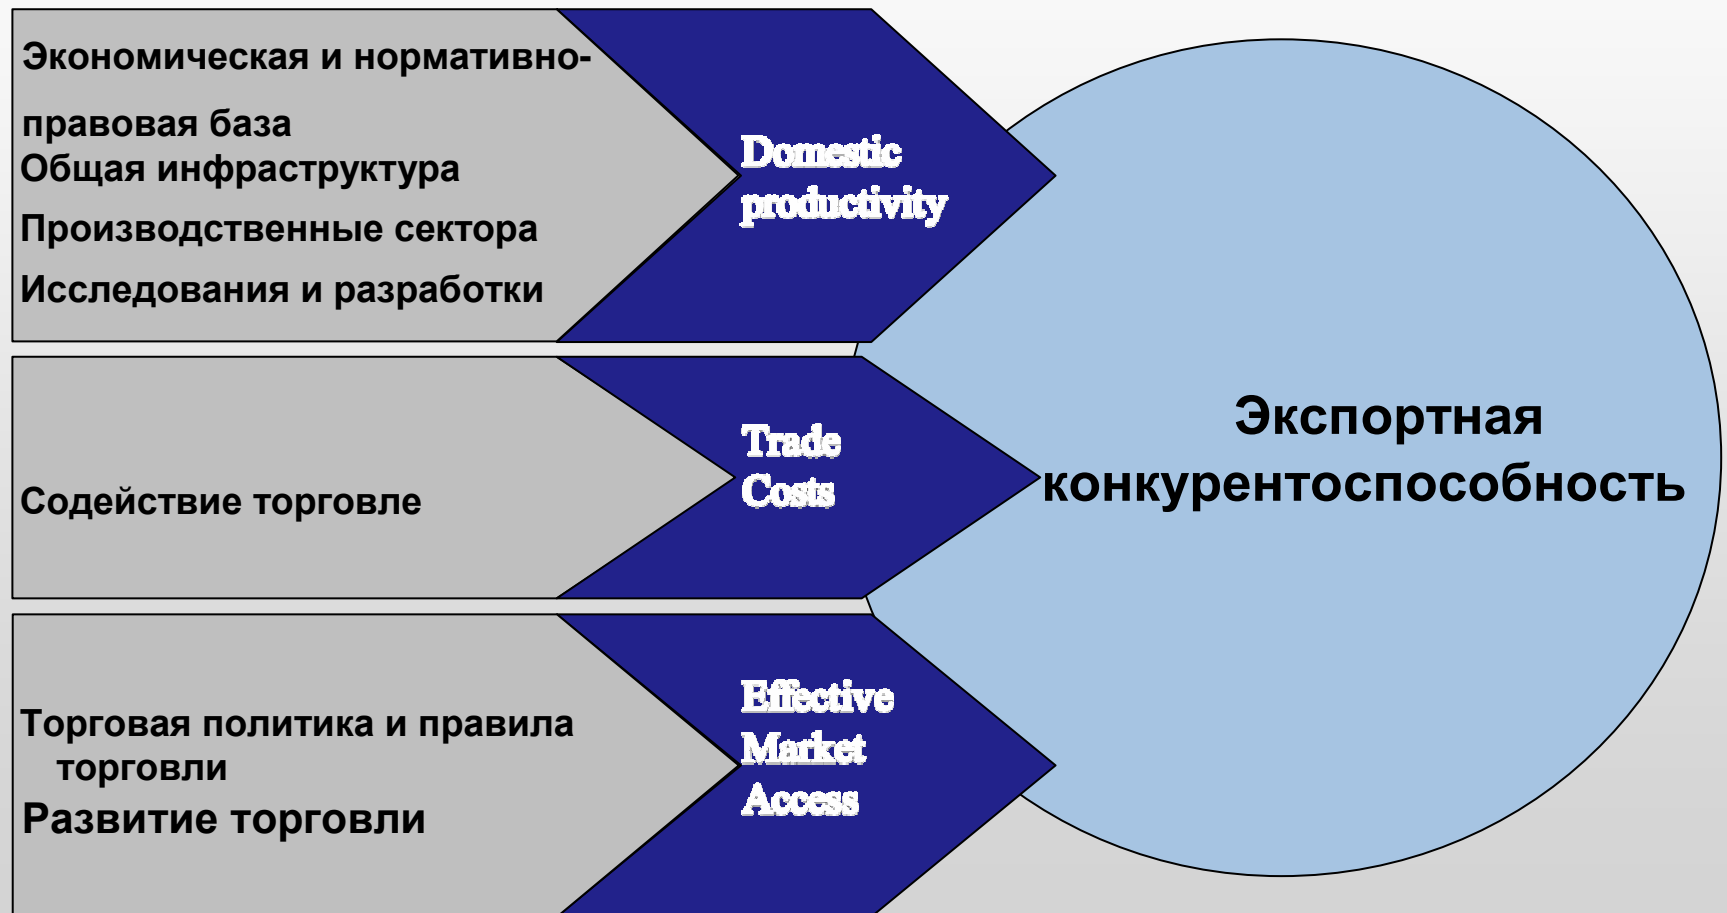 Экономическая и нормативно-
правовая база
Общая инфраструктура
Производственные сектора
Исследования и разработки
Domestic
productivity
Содействие торговле
Trade
Costs
Торговая политика и правила
торговли
Развитие торговли
Effective
Market
Access
Экспортная
конкурентоспособность